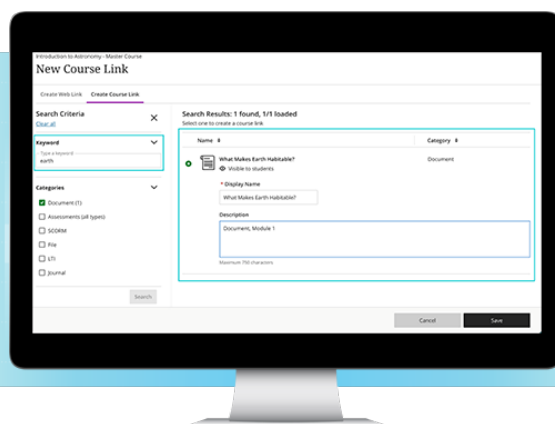 Introduction to Astronomy - Master Course
New Course Link
Create Web Link
Create Course Link
Search Criteria
Clear all
Keyword
Type a keyword
earth
Categories
Document (1)
Assessments (all types)
SCORM
File
LTI
Journal
Search
Search Results: 1 found, 1/1 loaded
Select one to create a course link
Name
Category
What Makes Earth Habitable?
Document
Visible to students
* Display Name
What Makes Earth Habitable?
Description
Document, Module 1
Maximum 750 characters
Cancel
Save